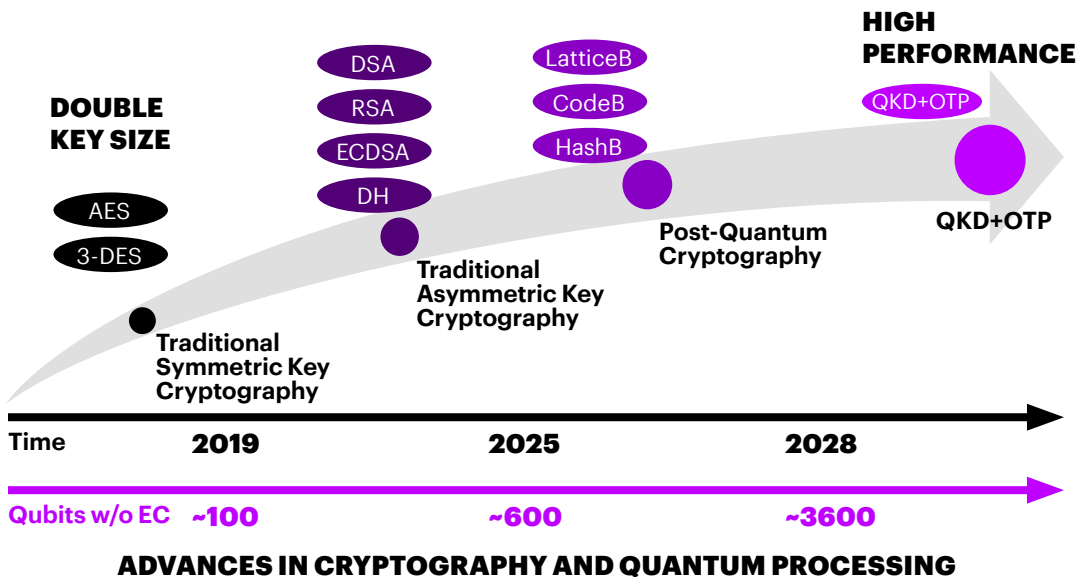 HIGH
PERFORMANCE
DSA
LatticeB
RSA
CodeB
QKD+OTP
DOUBLE
KEY SIZE
ECDSA
HashB
DH
AES
3-DES
QKD+OTP
Post-Quantum
Cryptography
Traditional
Asymmetric Key
Cryptography
Traditional
Symmetric Key
Cryptography
Time 2019 2025 2028
Qubits w/o EC ~100 ~600 ~3600
ADVANCES IN CRYPTOGRAPHY AND QUANTUM PROCESSING